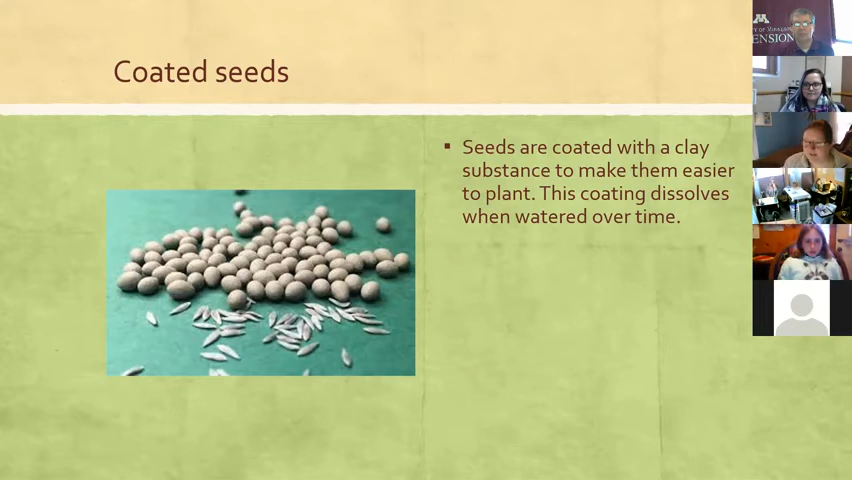 Coated seeds
▪ Seeds are coated with a clay
substance to make them easier
to plant. This coating dissolves
when watered over time.